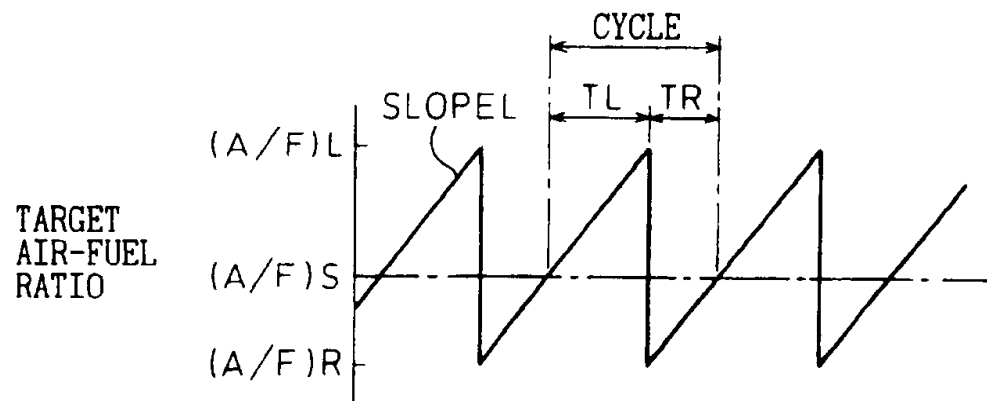 CYCLE
TL TR
SLOPEL
(A/F)L
TARGET
AIR-FUEL
RATIO
(A/F)S
(A/F)R